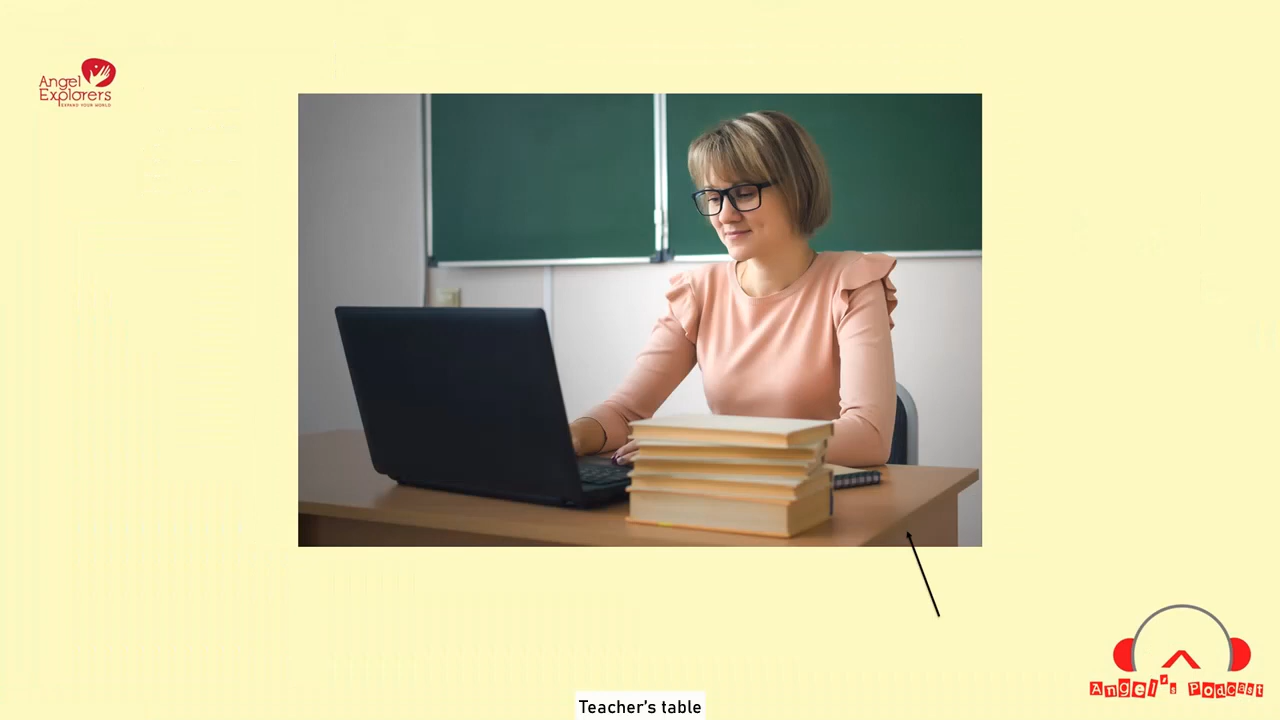 Angel
Explorers
EXPAND YOUR WORLD
Teacher's table
Angel's Podcast